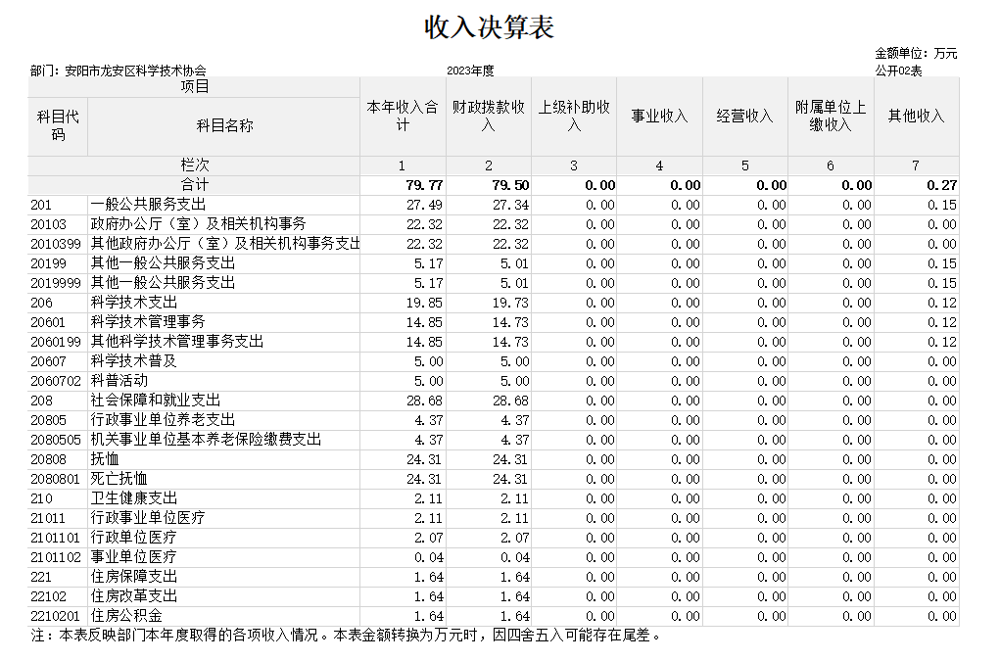 收入决算表
金额单位：万元
部门：安阳市龙安区科学技术协会 2023年度 公开02表
项目 本年收入合计 财政拨款收入 上级补助收入 事业收入 经营收入 附属单位上缴收入 其他收入
科目代码 科目名称
栏次 1 2 3 4 5 6 7
合计 79.77 79.50 0.00 0.00 0.00 0.00 0.27
201 一般公共服务支出 27.49 27.34 0.00 0.00 0.00 0.00 0.15
20103 政府办公厅（室）及相关机构事务 22.32 22.32 0.00 0.00 0.00 0.00 0.00
2010399 其他政府办公厅（室）及相关机构事务支出 22.32 22.32 0.00 0.00 0.00 0.00 0.00
20199 其他一般公共服务支出 5.17 5.01 0.00 0.00 0.00 0.00 0.15
2019999 其他一般公共服务支出 5.17 5.01 0.00 0.00 0.00 0.00 0.15
206 科学技术支出 19.85 19.73 0.00 0.00 0.00 0.00 0.12
20601 科学技术管理事务 14.85 14.73 0.00 0.00 0.00 0.00 0.12
2060199 其他科学技术管理事务支出 14.85 14.73 0.00 0.00 0.00 0.00 0.12
20607 科学技术普及 5.00 5.00 0.00 0.00 0.00 0.00 0.00
2060702 科普活动 5.00 5.00 0.00 0.00 0.00 0.00 0.00
208 社会保障和就业支出 28.68 28.68 0.00 0.00 0.00 0.00 0.00
20805 行政事业单位养老支出 4.37 4.37 0.00 0.00 0.00 0.00 0.00
2080505 机关事业单位基本养老保险缴费支出 4.37 4.37 0.00 0.00 0.00 0.00 0.00
20808 抚恤 24.31 24.31 0.00 0.00 0.00 0.00 0.00
2080801 死亡抚恤 24.31 24.31 0.00 0.00 0.00 0.00 0.00
210 卫生健康支出 2.11 2.11 0.00 0.00 0.00 0.00 0.00
21011 行政事业单位医疗 2.11 2.11 0.00 0.00 0.00 0.00 0.00
2101101 行政单位医疗 2.07 2.07 0.00 0.00 0.00 0.00 0.00
2101102 事业单位医疗 0.04 0.04 0.00 0.00 0.00 0.00 0.00
221 住房保障支出 1.64 1.64 0.00 0.00 0.00 0.00 0.00
22102 住房改革支出 1.64 1.64 0.00 0.00 0.00 0.00 0.00
2210201 住房公积金 1.64 1.64 0.00 0.00 0.00 0.00 0.00
注：本表反映部门本年度取得的各项收入情况。本表金额转换为万元时，因四舍五入可能存在尾差。